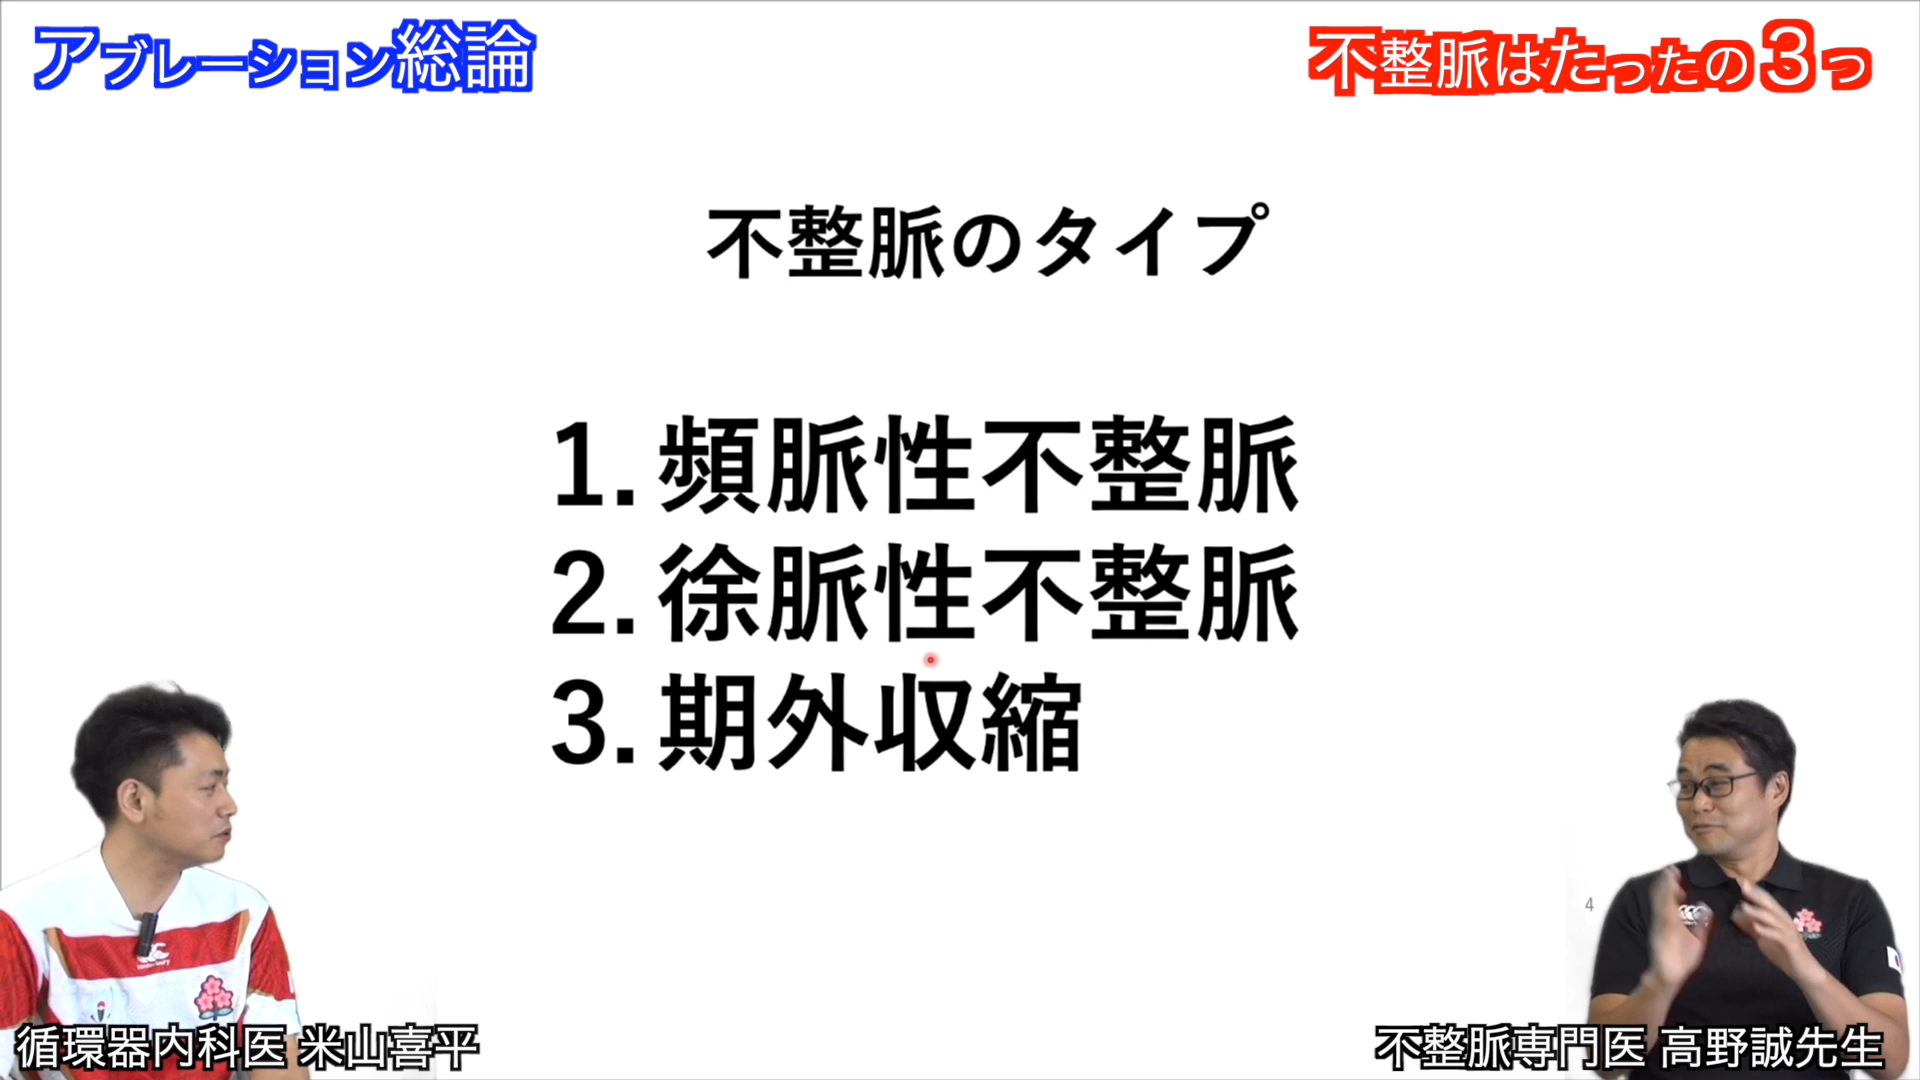 アブレーション総論
不整脈はたったの3つ
不整脈のタイプ
1. 頻脈性不整脈
2. 徐脈性不整脈
3. 期外収縮
4
循環器内科医 米山喜平
不整脈専門医 高野誠先生